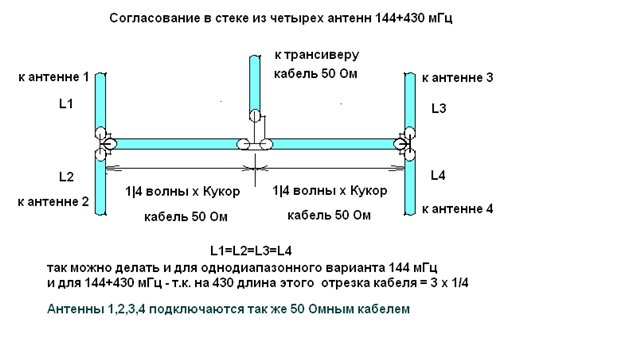 Согласование в стеке из четырех антенн 144+430 мГц
к трансиверу
кабель 50 Ом
к антенне 1
к антенне 3
L1
L3
L2
L4
1|4 волны х Кукор
1|4 волны х Кукор
к антенне 2
к антенне 4
кабель 50 Ом
кабель 50 Ом
L1=L2=L3=L4
так можно делать и для однодиапазонного варианта 144 мГц
и для 144+430 мГц - т.к. на 430 длина этого отрезка кабеля = 3 х 1/4
Антенны 1,2,3,4 подключаются так же 50 Омным кабелем